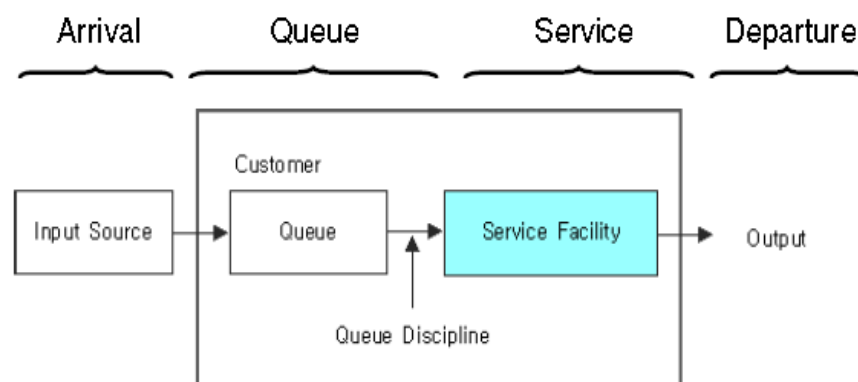 Arrival Queue Service Departure
Customer
Input Source Queue Service Facility Output
Queue Discipline